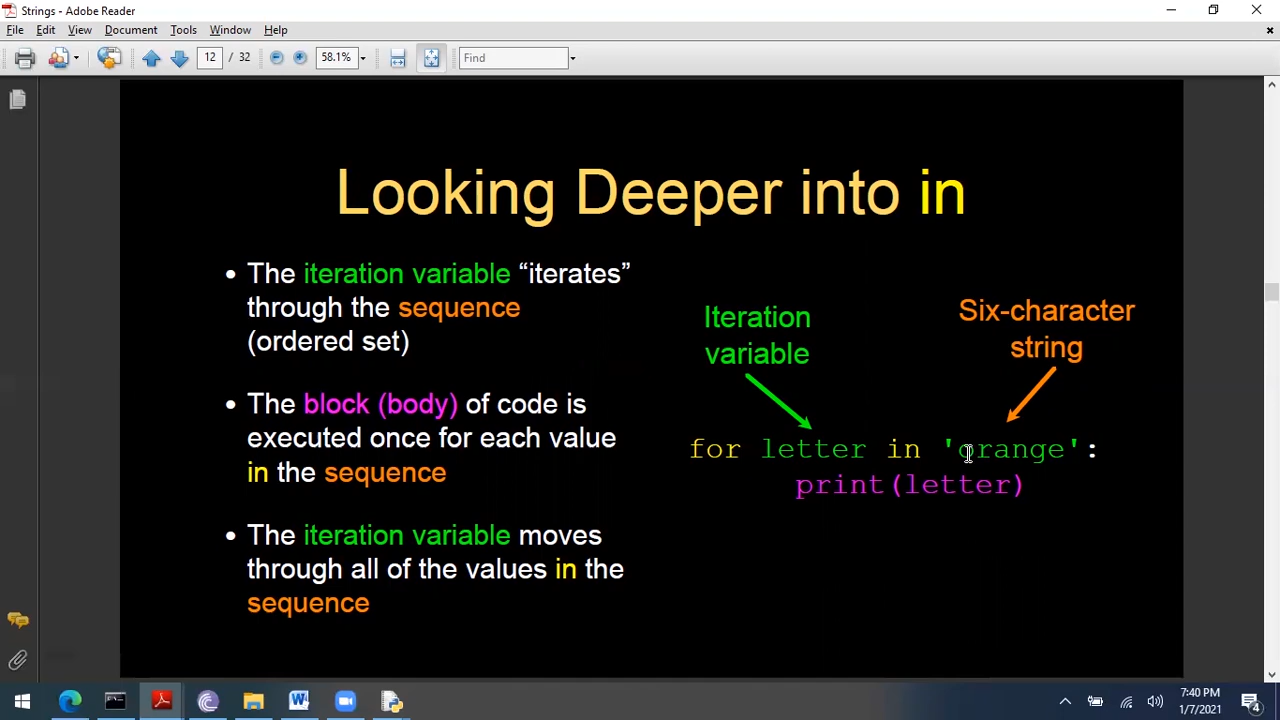 Strings - Adobe Reader
File Edit View Document Tools Window Help
12 / 32 58.1% Find
Looking Deeper into in
• The iteration variable “iterates”
through the sequence
(ordered set)
• The block (body) of code is
executed once for each value
in the sequence
• The iteration variable moves
through all of the values in the
sequence
Iteration
variable
Six-character
string
for letter in 'orange':
print(letter)
7:40 PM
1/7/2021
4